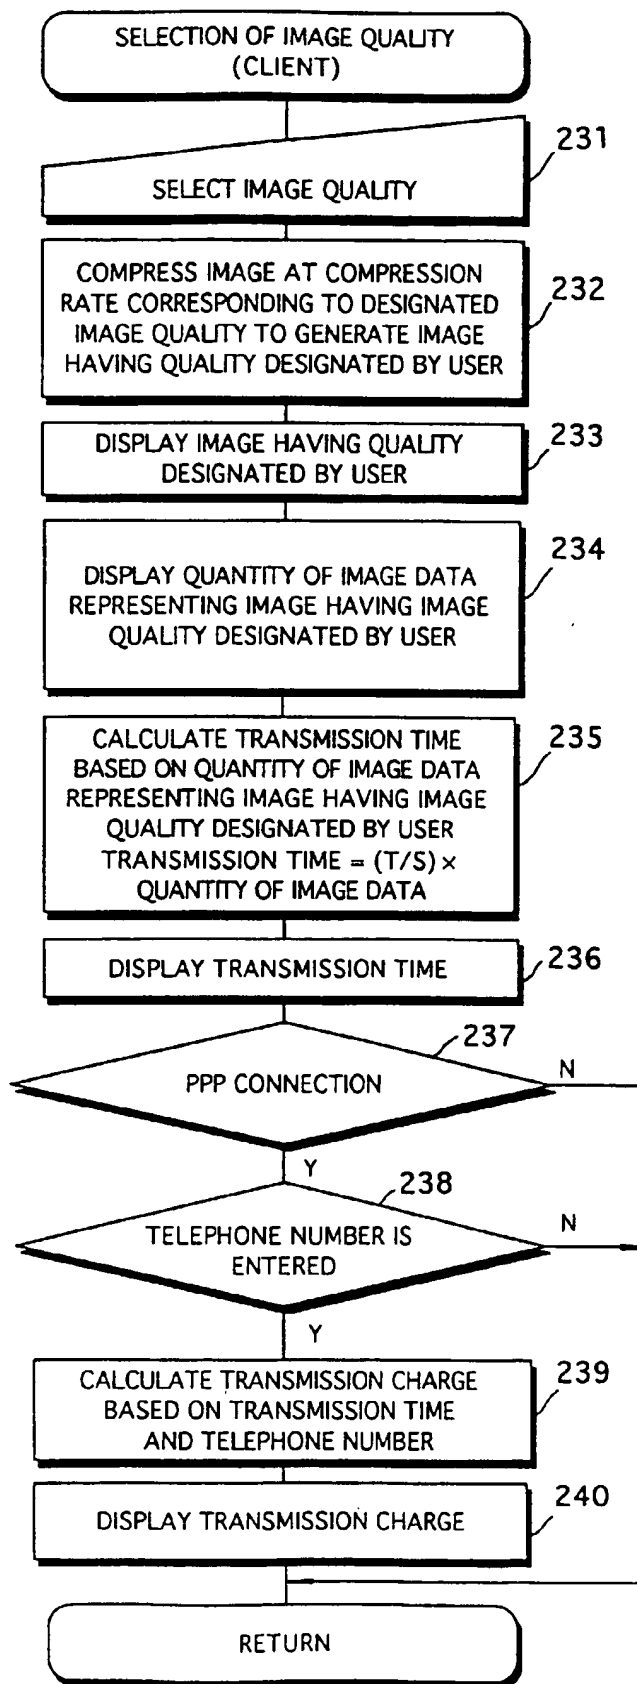 SELECTION OF IMAGE QUALITY
(CLIENT)
231
SELECT IMAGE QUALITY
COMPRESS IMAGE AT COMPRESSION
RATE CORRESPONDING TO DESIGNATED
IMAGE QUALITY TO GENERATE IMAGE
HAVING QUALITY DESIGNATED BY USER
232
DISPLAY IMAGE HAVING QUALITY
DESIGNATED BY USER
233
234
DISPLAY QUANTITY OF IMAGE DATA
REPRESENTING IMAGE HAVING IMAGE
QUALITY DESIGNATED BY USER
235
CALCULATE TRANSMISSION TIME
BASED ON QUANTITY OF IMAGE DATA
REPRESENTING IMAGE HAVING IMAGE
QUALITY DESIGNATED BY USER
TRANSMISSION TIME = (T/S) ×
QUANTITY OF IMAGE DATA
DISPLAY TRANSMISSION TIME
236
237
PPP CONNECTION
N
Y
238
TELEPHONE NUMBER IS
ENTERED
N
Y
CALCULATE TRANSMISSION CHARGE
BASED ON TRANSMISSION TIME
AND TELEPHONE NUMBER
239
DISPLAY TRANSMISSION CHARGE
240
RETURN